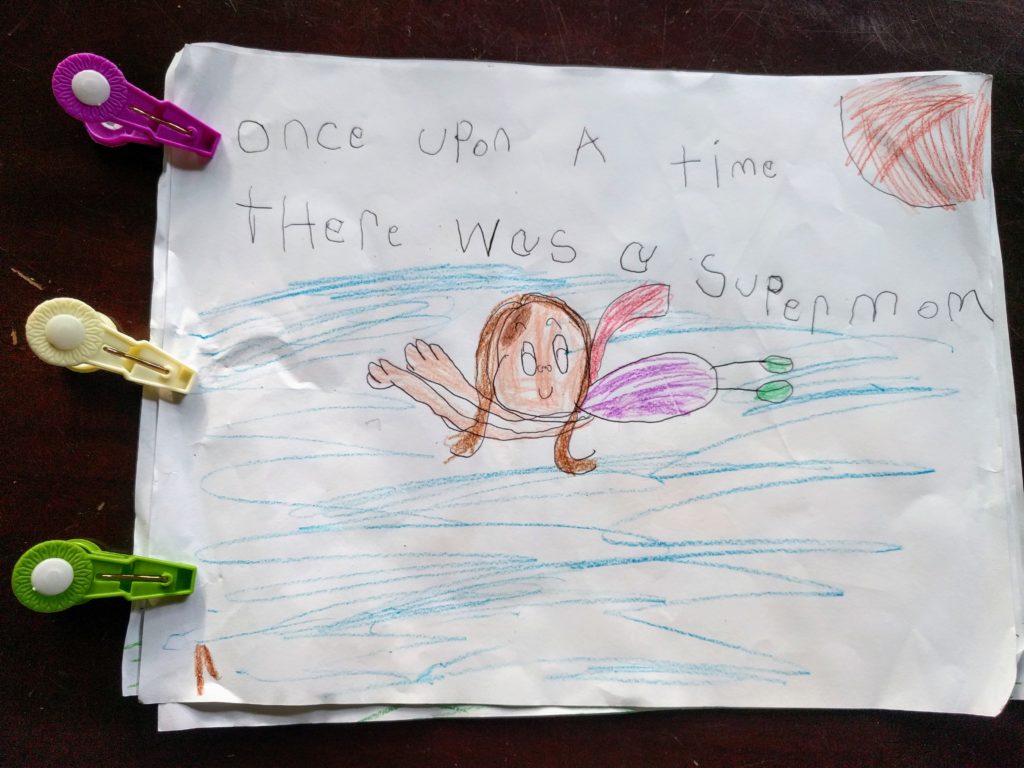 once upon A time
tHere was a Supermom